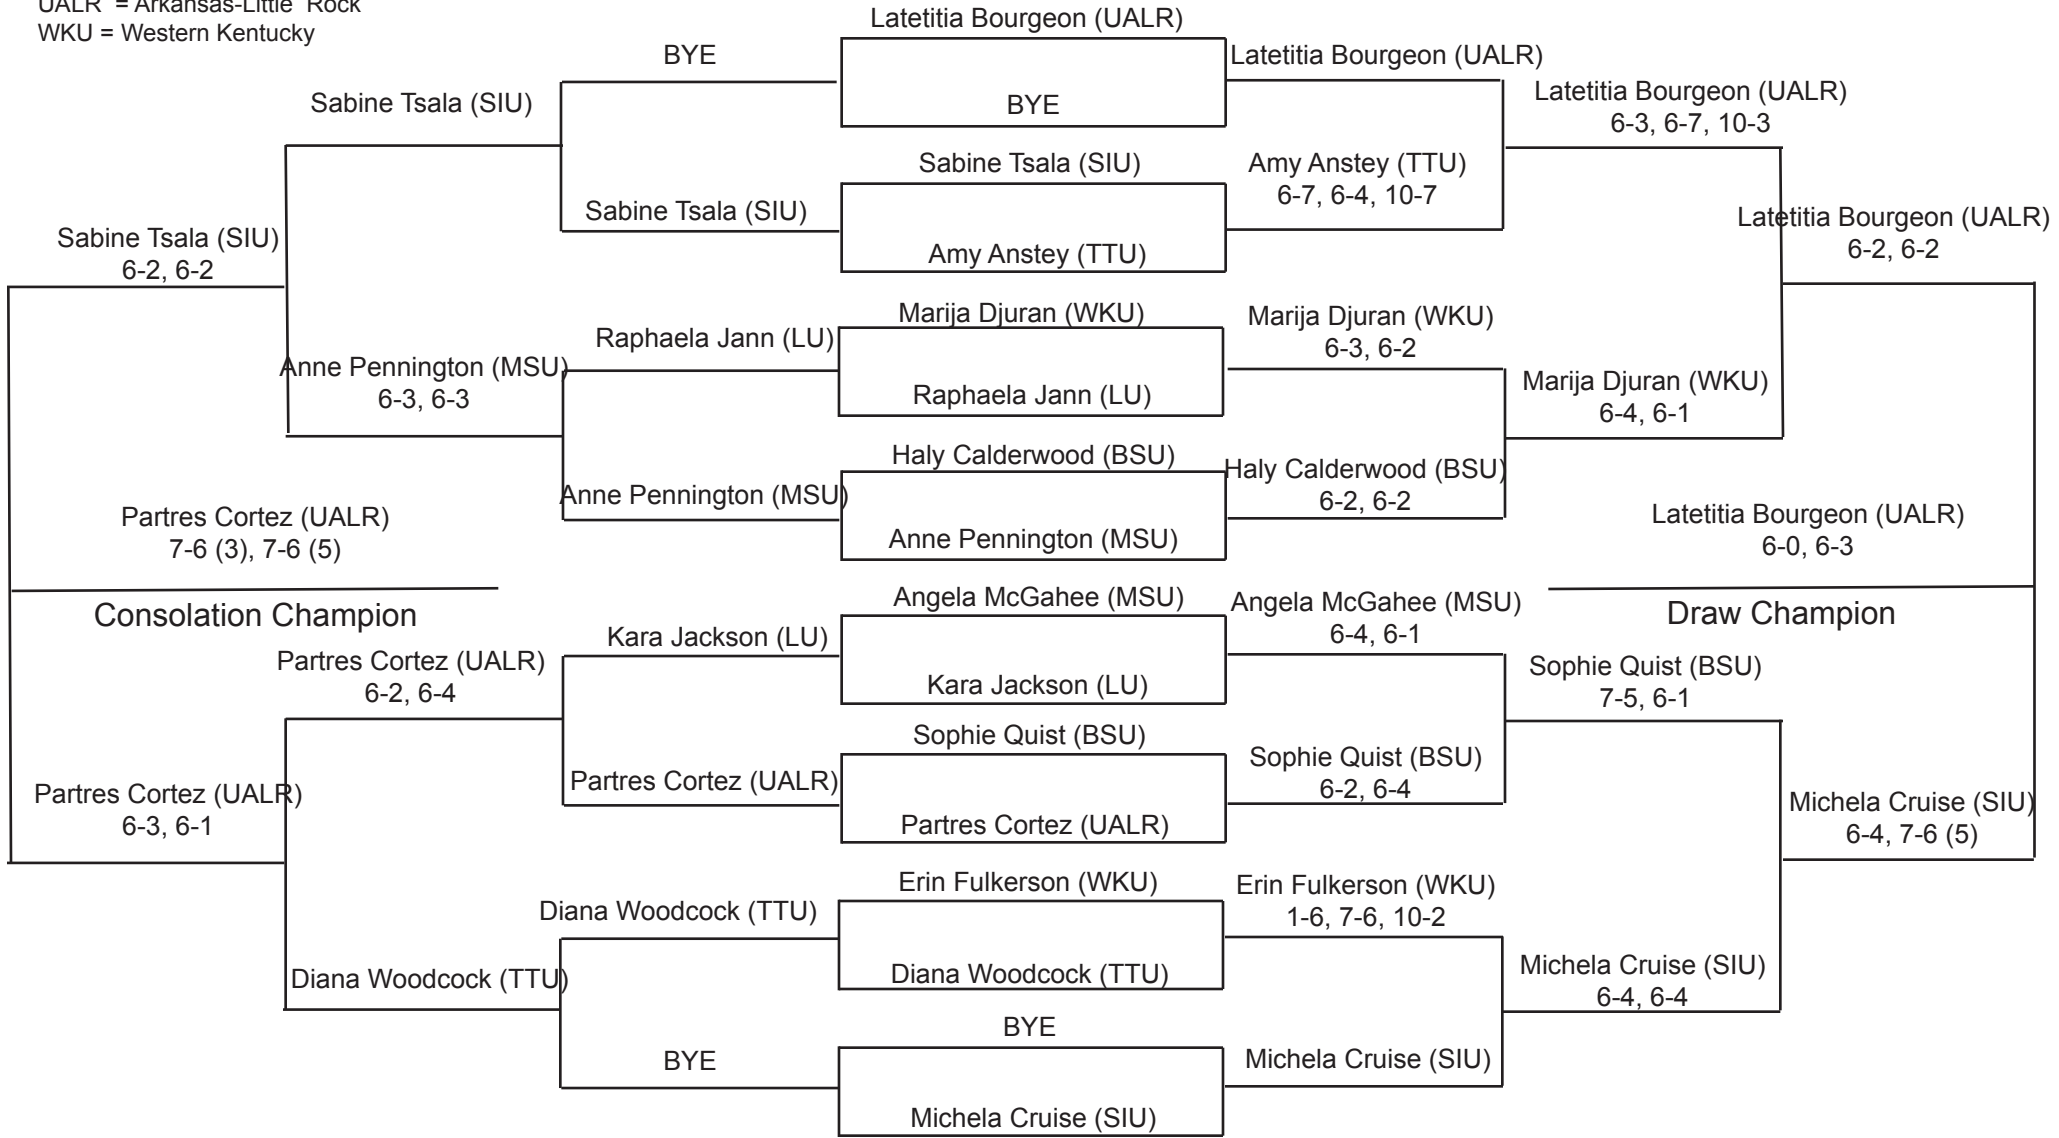 UALR = Arkansas-Little Rock
WKU = Western Kentucky
BYE
Sabine Tsala (SIU)
Sabine Tsala (SIU)
Sabine Tsala (SIU)
6-2, 6-2
Raphaela Jann (LU)
Anne Pennington (MSU)
6-3, 6-3
Anne Pennington (MSU)
Partres Cortez (UALR)
7-6 (3), 7-6 (5)
Consolation Champion
Kara Jackson (LU)
Partres Cortez (UALR)
6-2, 6-4
Partres Cortez (UALR)
Partres Cortez (UALR)
6-3, 6-1
Diana Woodcock (TTU)
Diana Woodcock (TTU)
BYE
Latetitia Bourgeon (UALR)
BYE
Sabine Tsala (SIU)
Amy Anstey (TTU)
Marija Djuran (WKU)
Raphaela Jann (LU)
Haly Calderwood (BSU)
Anne Pennington (MSU)
Angela McGahee (MSU)
Kara Jackson (LU)
Sophie Quist (BSU)
Partres Cortez (UALR)
Erin Fulkerson (WKU)
Diana Woodcock (TTU)
BYE
Michela Cruise (SIU)
Latetitia Bourgeon (UALR)
Amy Anstey (TTU)
6-7, 6-4, 10-7
Marija Djuran (WKU)
6-3, 6-2
Haly Calderwood (BSU)
6-2, 6-2
Angela McGahee (MSU)
6-4, 6-1
Sophie Quist (BSU)
6-2, 6-4
Erin Fulkerson (WKU)
1-6, 7-6, 10-2
Michela Cruise (SIU)
Latetitia Bourgeon (UALR)
6-3, 6-7, 10-3
Marija Djuran (WKU)
6-4, 6-1
Sophie Quist (BSU)
7-5, 6-1
Michela Cruise (SIU)
6-4, 6-4
Latetitia Bourgeon (UALR)
6-2, 6-2
Latetitia Bourgeon (UALR)
6-0, 6-3
Draw Champion
Michela Cruise (SIU)
6-4, 7-6 (5)